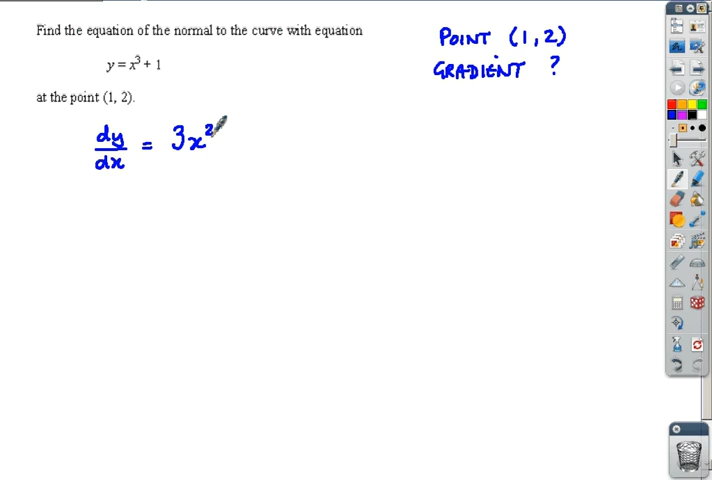 Find the equation of the normal to the curve with equation
y = x³ + 1
at the point (1, 2).
POINT (1, 2)
GRADIENT ?
dy/dx = 3x²